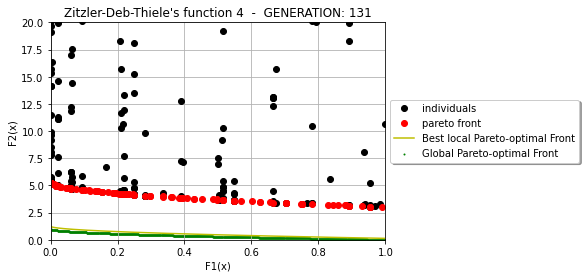 Zitzler-Deb-Thiele's function 4 - GENERATION: 131
20.0
17.5
15.0
12.5
10.0
7.5
5.0
2.5
0.0
F2(x)
0.0 0.2 0.4 0.6 0.8 1.0
F1(x)
individuals
pareto front
Best local Pareto-optimal Front
Global Pareto-optimal Front